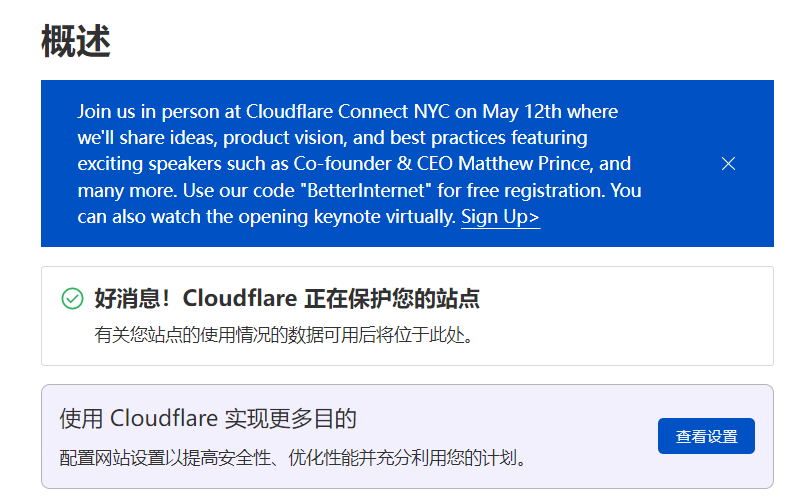 概述
Join us in person at Cloudflare Connect NYC on May 12th where
we'll share ideas, product vision, and best practices featuring
exciting speakers such as Co-founder & CEO Matthew Prince, and
many more. Use our code "BetterInternet" for free registration. You
can also watch the opening keynote virtually. Sign Up>
好消息！Cloudflare 正在保护您的站点
有关您站点的使用情况的数据可用后将位于此处。
使用 Cloudflare 实现更多目的
配置网站设置以提高安全性、优化性能并充分利用您的计划。
查看设置